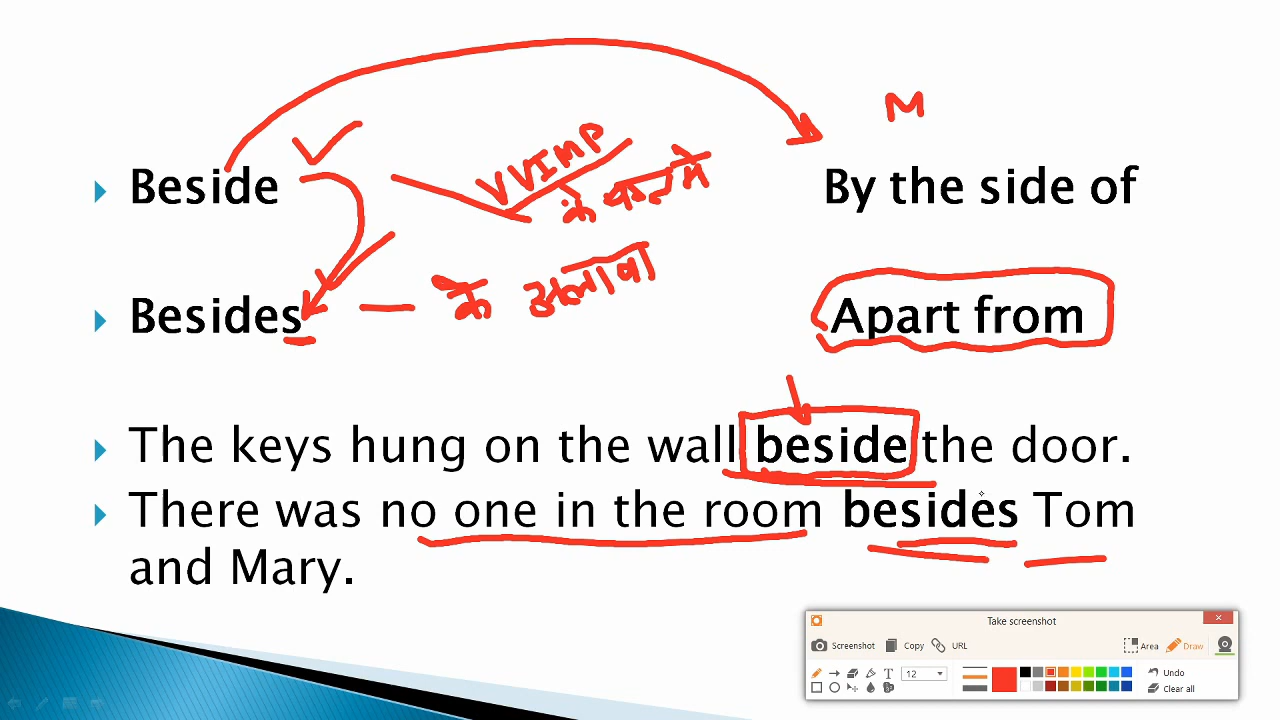 M
VVIMP
Beside
के बगल में
By the side of
Besides
— के अलावा
Apart from
The keys hung on the wall beside the door.
There was no one in the room besides Tom
and Mary.
Take screenshot
Screenshot Copy URL Area Draw
T 12 Undo
Clear all